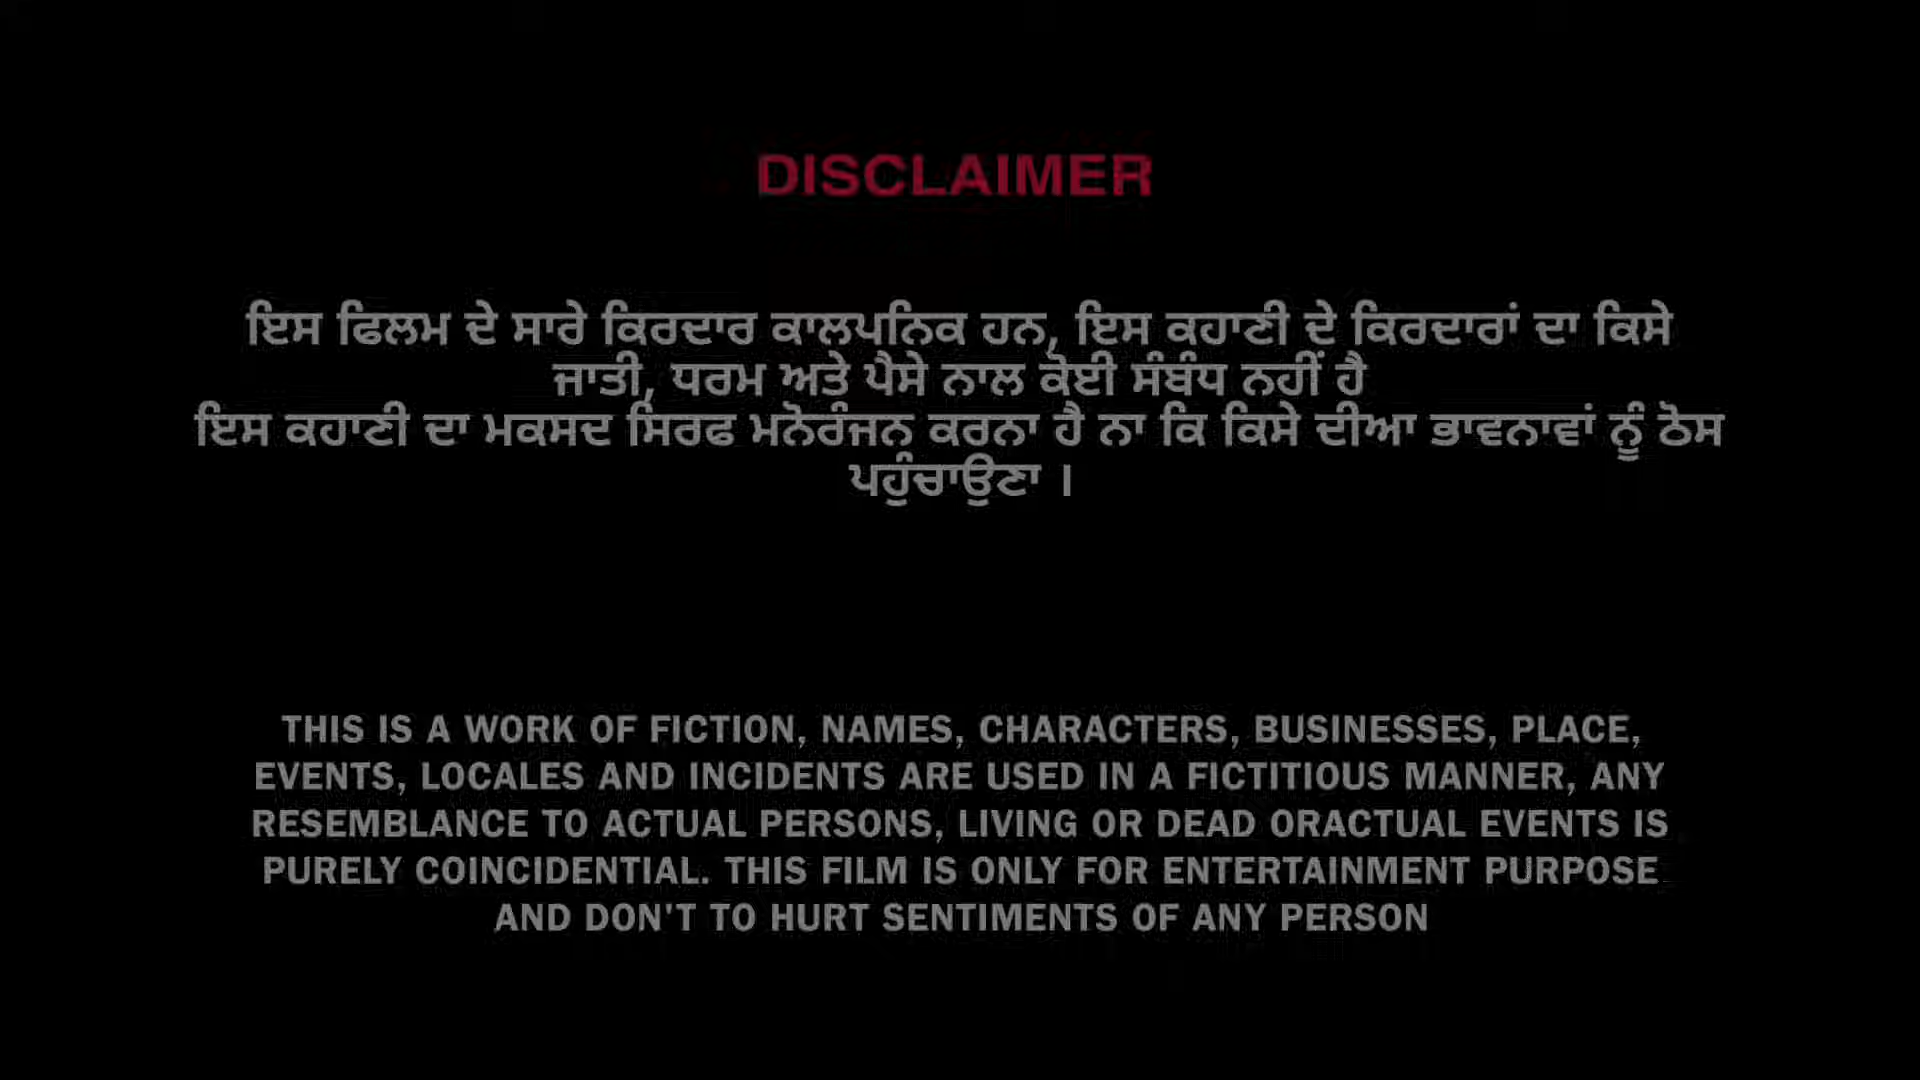 DISCLAIMER
ਇਸ ਫਿਲਮ ਦੇ ਸਾਰੇ ਕਿਰਦਾਰ ਕਾਲਪਨਿਕ ਹਨ, ਇਸ ਕਹਾਣੀ ਦੇ ਕਿਰਦਾਰਾਂ ਦਾ ਕਿਸੇ
ਜਾਤੀ, ਧਰਮ ਅਤੇ ਪੈਸੇ ਨਾਲ ਕੋਈ ਸੰਬੰਧ ਨਹੀਂ ਹੈ
ਇਸ ਕਹਾਣੀ ਦਾ ਮਕਸਦ ਸਿਰਫ ਮਨੋਰੰਜਨ ਕਰਨਾ ਹੈ ਨਾ ਕਿ ਕਿਸੇ ਦੀਆ ਭਾਵਨਾਵਾਂ ਨੂੰ ਠੋਸ
ਪਹੁੰਚਾਉਣਾ ।
THIS IS A WORK OF FICTION, NAMES, CHARACTERS, BUSINESSES, PLACE,
EVENTS, LOCALES AND INCIDENTS ARE USED IN A FICTITIOUS MANNER, ANY
RESEMBLANCE TO ACTUAL PERSONS, LIVING OR DEAD ORACTUAL EVENTS IS
PURELY COINCIDENTIAL. THIS FILM IS ONLY FOR ENTERTAINMENT PURPOSE
AND DON'T TO HURT SENTIMENTS OF ANY PERSON